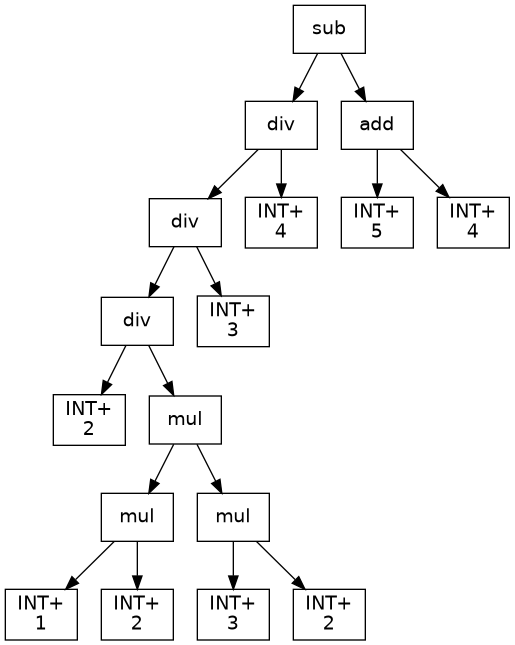 sub
div
add
div
INT+
4
INT+
5
INT+
4
div
INT+
3
INT+
2
mul
mul
mul
INT+
1
INT+
2
INT+
3
INT+
2